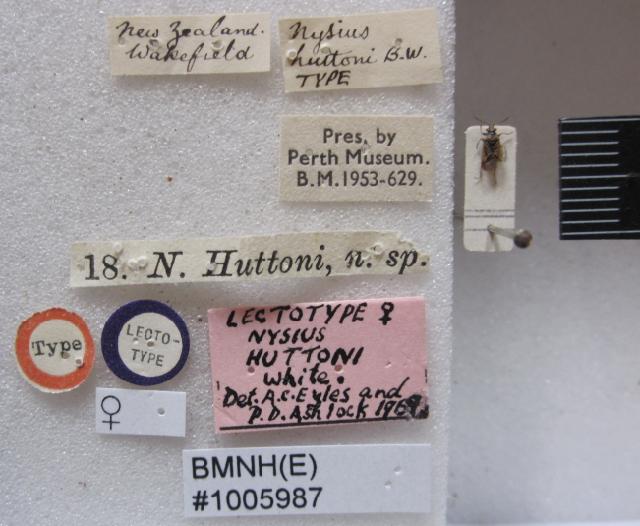 New Zealand.
Wakefield
Nysius
huttoni B.W.
TYPE
Pres. by
Perth Museum.
B.M.1953-629.
18. N. Huttoni, n. sp.
Type
LECTO-
TYPE
♀
LECTOTYPE ♀
NYSIUS
HUTTONI
White.
Det. A.C. Eyles and
P.D. Ashlock 1969
BMNH(E)
#1005987